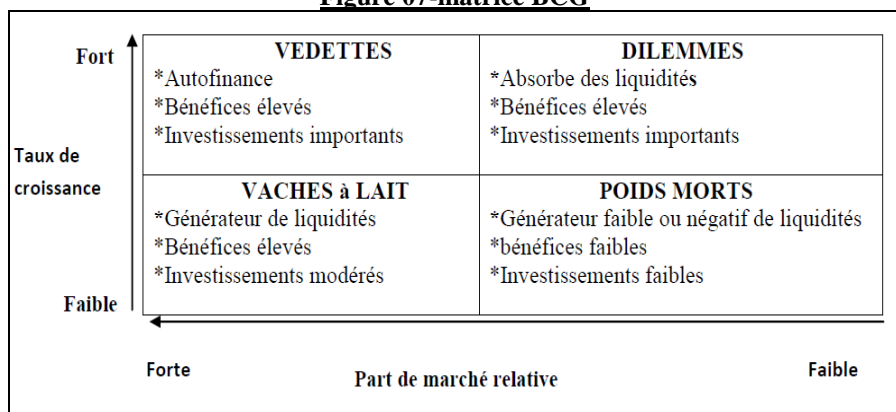 Figure 07-matrice BCG
Fort
VEDETTES
*Autofinance
*Bénéfices élevés
*Investissements importants
DILEMMES
*Absorbe des liquidités
*Bénéfices élevés
*Investissements importants
Taux de
croissance
VACHES à LAIT
*Générateur de liquidités
*Bénéfices élevés
*Investissements modérés
POIDS MORTS
*Générateur faible ou négatif de liquidités
*bénéfices faibles
*Investissements faibles
Faible
Forte
Part de marché relative
Faible